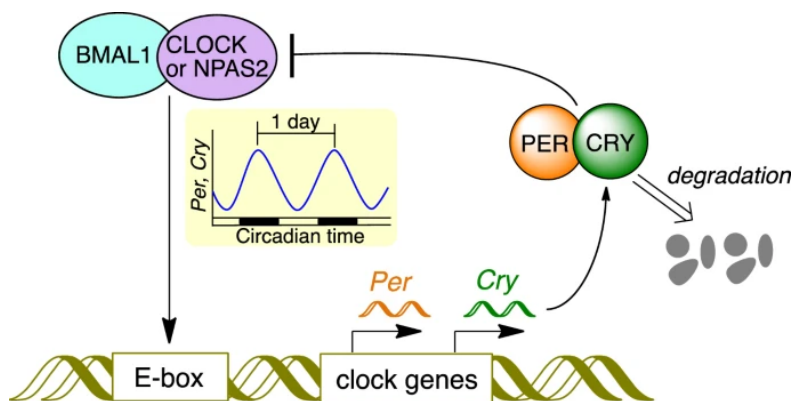 BMAL1
CLOCK
or NPAS2
PER
CRY
degradation
1 day
Per, Cry
Circadian time
Per
Cry
E-box
clock genes